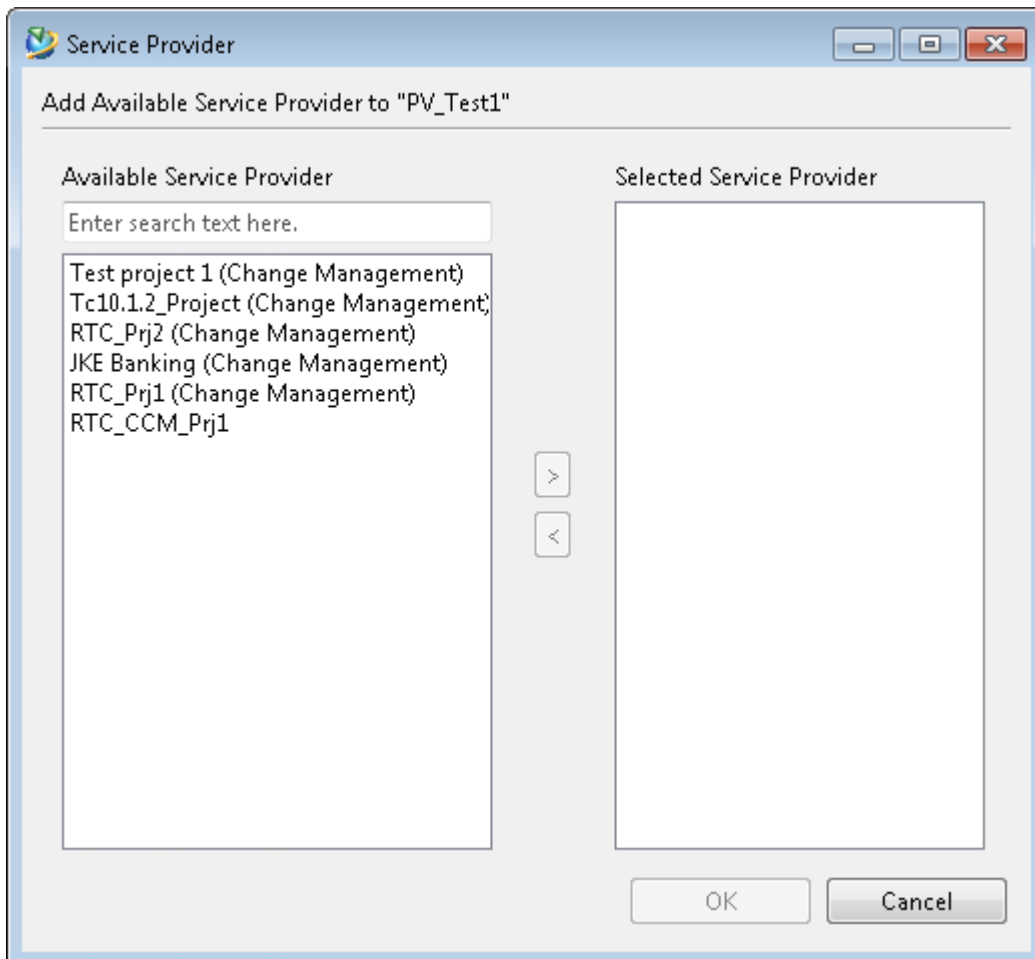 Service Provider
Add Available Service Provider to "PV_Test1"
Available Service Provider
Enter search text here.
Test project 1 (Change Management)
Tc10.1.2_Project (Change Management)
RTC_Prj2 (Change Management)
JKE Banking (Change Management)
RTC_Prj1 (Change Management)
RTC_CCM_Prj1
>
<
Selected Service Provider
OK
Cancel